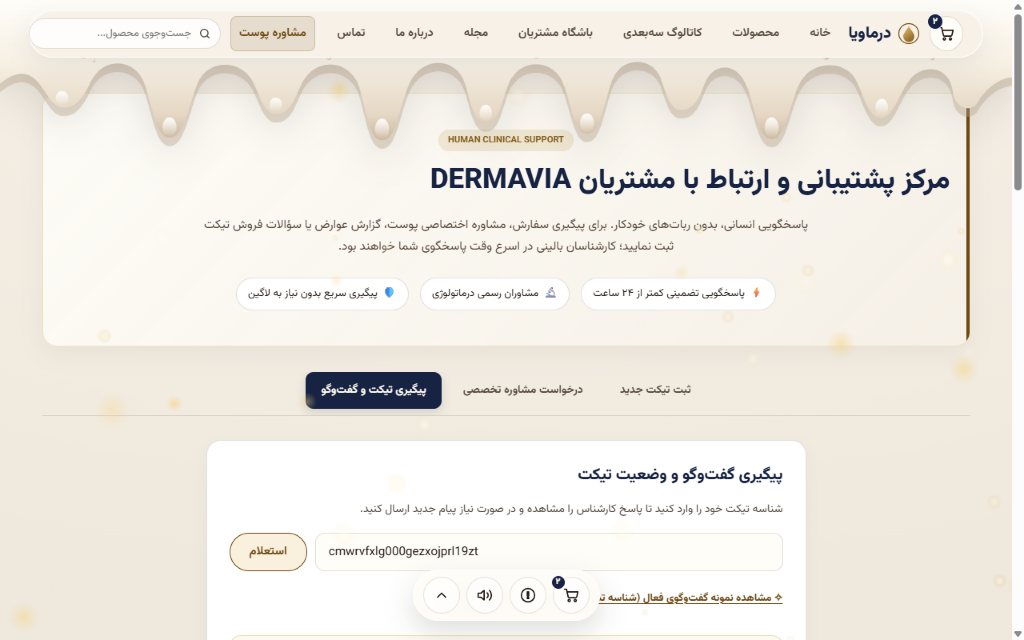 ۲
درماویا
خانه
محصولات
کاتالوگ سه‌بعدی
باشگاه مشتریان
مجله
درباره ما
تماس
مشاوره پوست
جست‌وجوی محصول...
HUMAN CLINICAL SUPPORT
مرکز پشتیبانی و ارتباط با مشتریان DERMAVIA
پاسخگویی انسانی، بدون ربات‌های خودکار. برای پیگیری سفارش، مشاوره اختصاصی پوست، گزارش عوارض یا سؤالات فروش تیکت
ثبت نمایید؛ کارشناسان بالینی در اسرع وقت پاسخگوی شما خواهند بود.
پاسخگویی تضمینی کمتر از ۲۴ ساعت
مشاوران رسمی درماتولوژی
پیگیری سریع بدون نیاز به لاگین
ثبت تیکت جدید
درخواست مشاوره تخصصی
پیگیری تیکت و گفت‌وگو
پیگیری گفت‌وگو و وضعیت تیکت
شناسه تیکت خود را وارد کنید تا پاسخ کارشناس را مشاهده و در صورت نیاز پیام جدید ارسال کنید.
cmwrvfxlg000gezxojprl19zt
استعلام
مشاهده نمونه گفت‌وگوی فعال (شناسه
۲